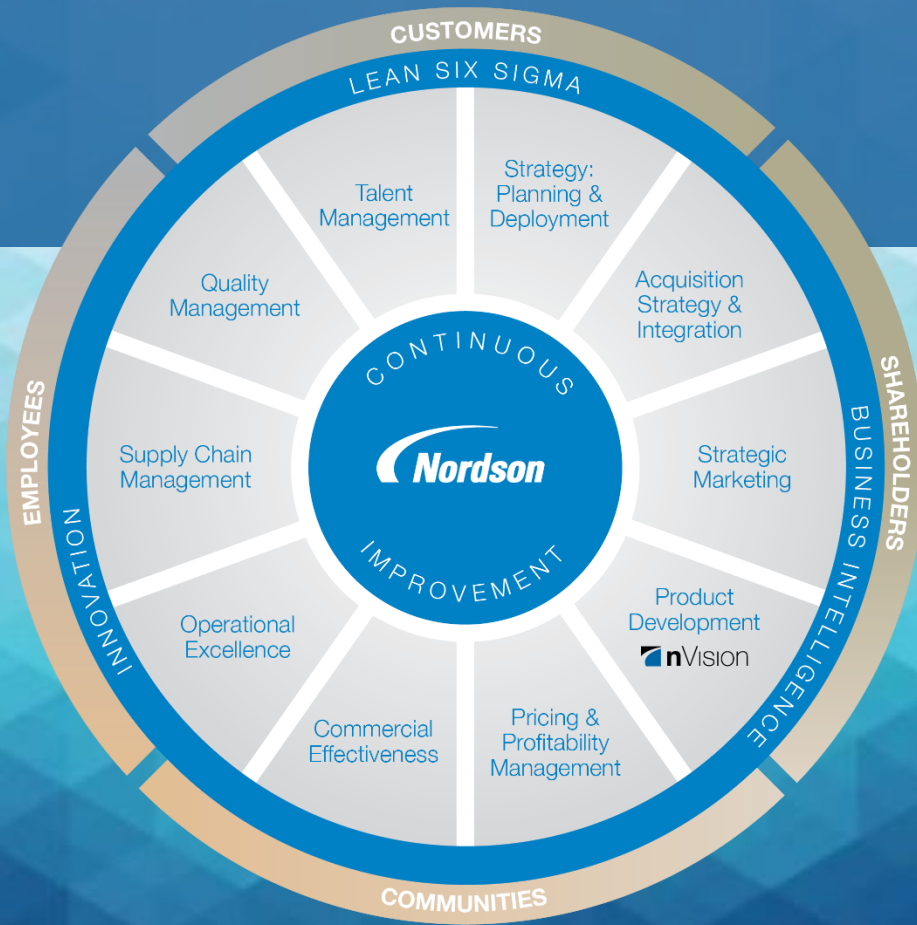 CUSTOMERS
LEAN SIX SIGMA
Talent
Management
Strategy:
Planning &
Deployment
Quality
Management
Acquisition
Strategy &
Integration
CONTINUOUS
Nordson
IMPROVEMENT
EMPLOYEES
SHAREHOLDERS
Supply Chain
Management
Strategic
Marketing
INNOVATION
BUSINESS INTELLIGENCE
Operational
Excellence
Product
Development
nVision
Commercial
Effectiveness
Pricing &
Profitability
Management
COMMUNITIES